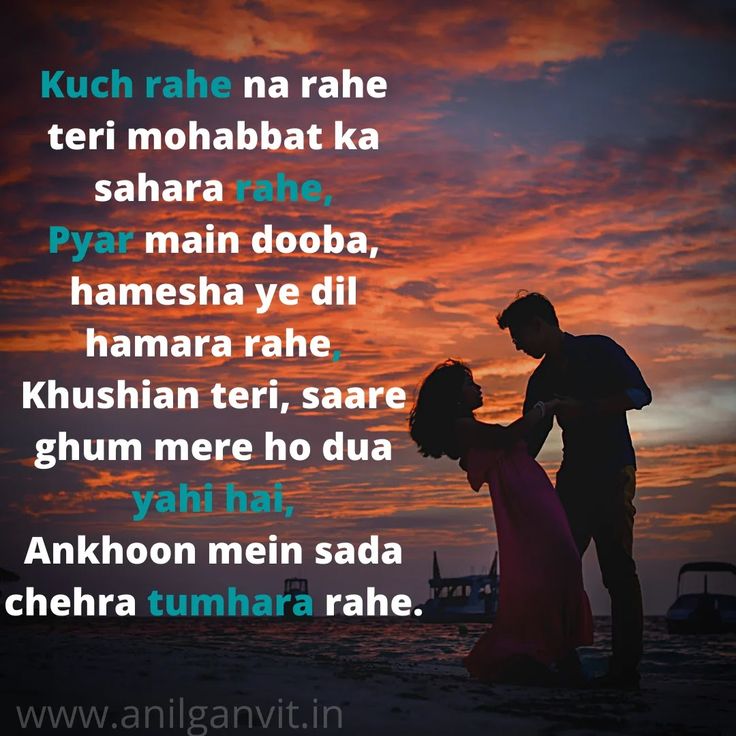 Kuch rahe na rahe
teri mohabbat ka
sahara rahe,
Pyar main dooba,
hamesha ye dil
hamara rahe,
Khushian teri, saare
ghum mere ho dua
yahi hai,
Ankhoon mein sada
chehra tumhara rahe.
www.anilganvit.in